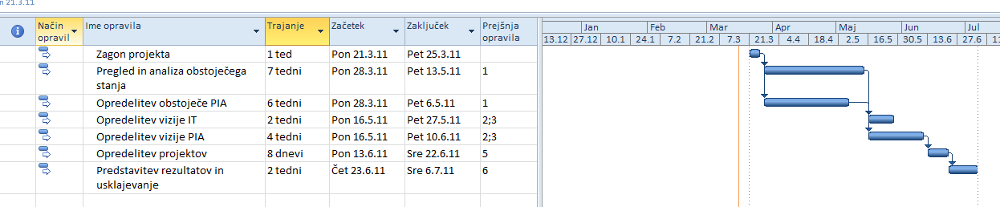 n 21.3.11
Način opravil Ime opravila Trajanje Začetek Zaključek Prejšnja opravila
Zagon projekta 1 ted Pon 21.3.11 Pet 25.3.11
Pregled in analiza obstoječega 7 tedni Pon 28.3.11 Pet 13.5.11 1
stanja
Opredelitev obstoječe PIA 6 tedni Pon 28.3.11 Pet 6.5.11 1
Opredelitev vizije IT 2 tedni Pon 16.5.11 Pet 27.5.11 2;3
Opredelitev vizije PIA 4 tedni Pon 16.5.11 Pet 10.6.11 2;3
Opredelitev projektov 8 dnevi Pon 13.6.11 Sre 22.6.11 5
Predstavitev rezultatov in 2 tedni Čet 23.6.11 Sre 6.7.11 6
usklajevanje
Jan Feb Mar Apr Maj Jun Jul
13.12 27.12 10.1 24.1 7.2 21.2 7.3 21.3 4.4 18.4 2.5 16.5 30.5 13.6 27.6 11